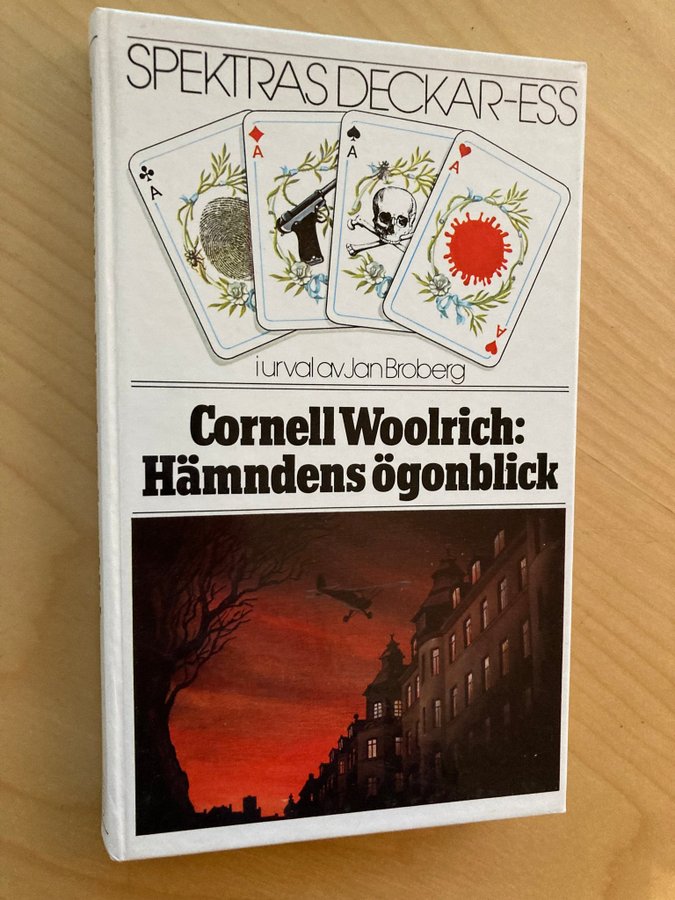 SPEKTRAS DECKAR-ESS
A
A
A
A
A
i urval av Jan Broberg
Cornell Woolrich:
Hämndens ögonblick